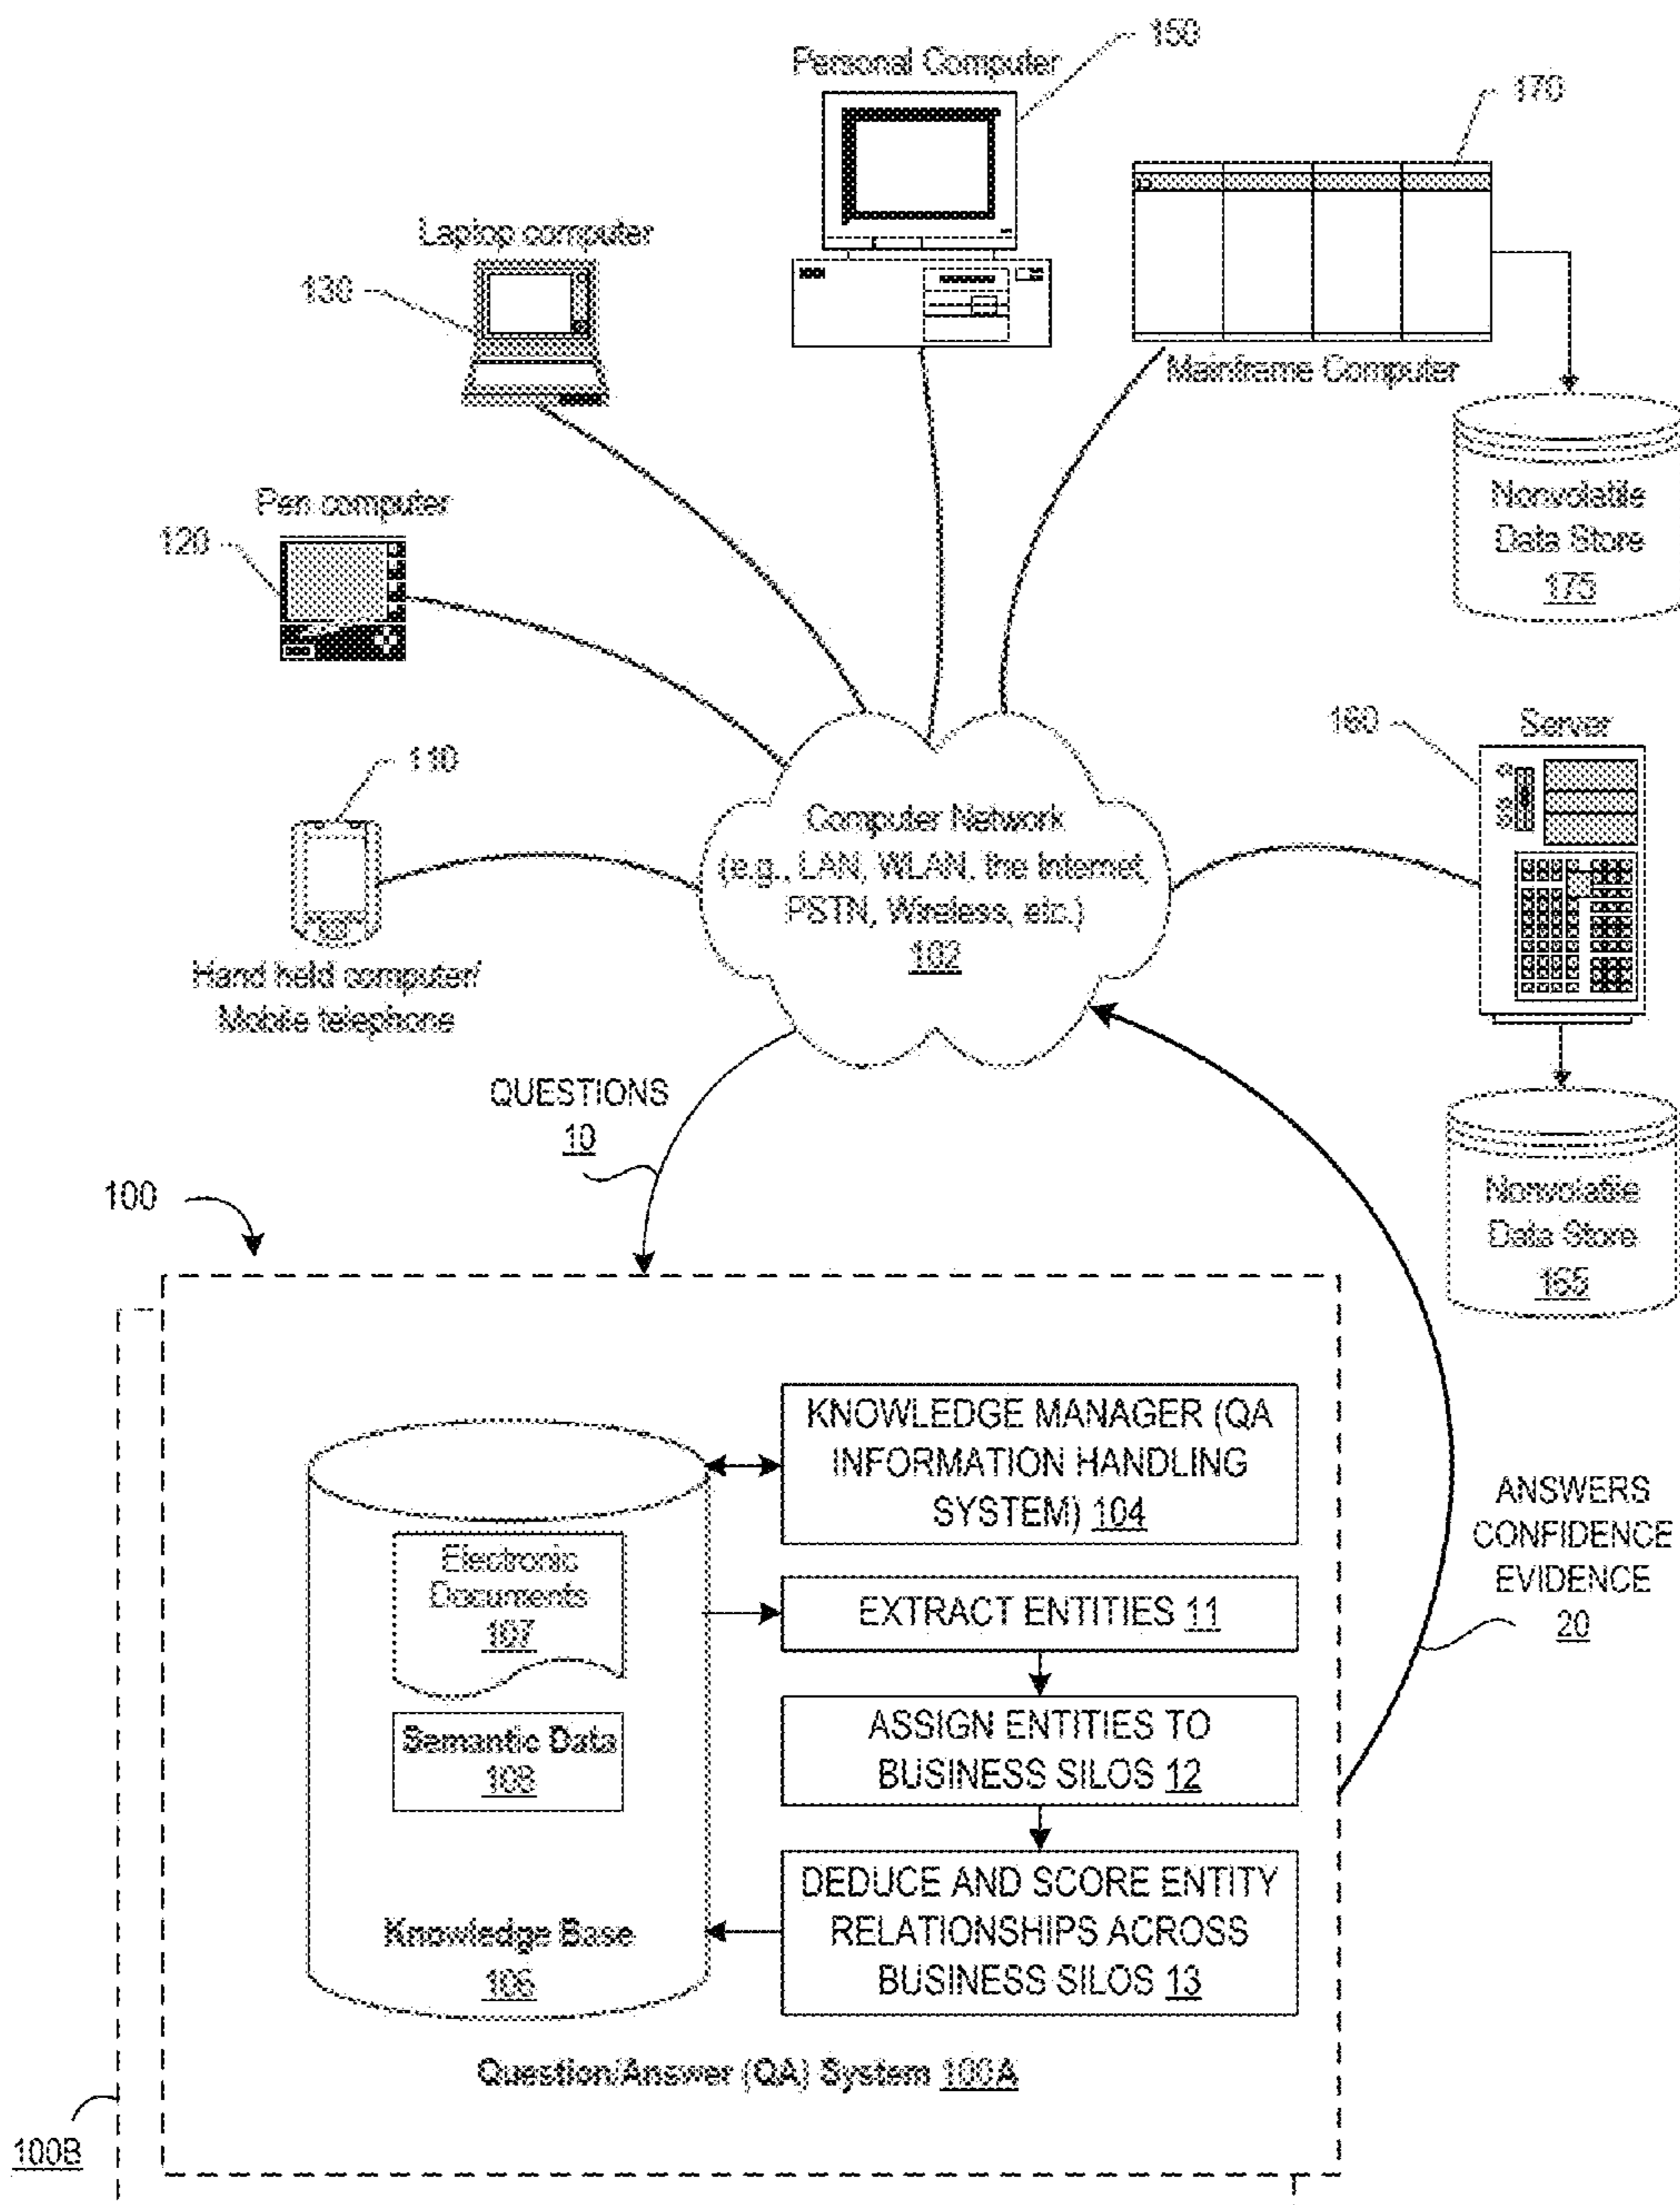 150
Personal Computer
170
Laptop computer
130
Mainframe Computer
Nonvolatile
Data Store
175
Pen computer
120
160
Server
110
Computer Network
(e.g., LAN, WLAN, the Internet,
PSTN, Wireless, etc.)
102
Hand held computer/
Mobile telephone
QUESTIONS
10
Nonvolatile
Data Store
165
100
KNOWLEDGE MANAGER (QA
INFORMATION HANDLING
SYSTEM) 104
ANSWERS
CONFIDENCE
EVIDENCE
20
Electronic
Documents
107
EXTRACT ENTITIES 11
Semantic Data
108
ASSIGN ENTITIES TO
BUSINESS SILOS 12
DEDUCE AND SCORE ENTITY
RELATIONSHIPS ACROSS
BUSINESS SILOS 13
Knowledge Base
106
Question/Answer (QA) System 100A
100B